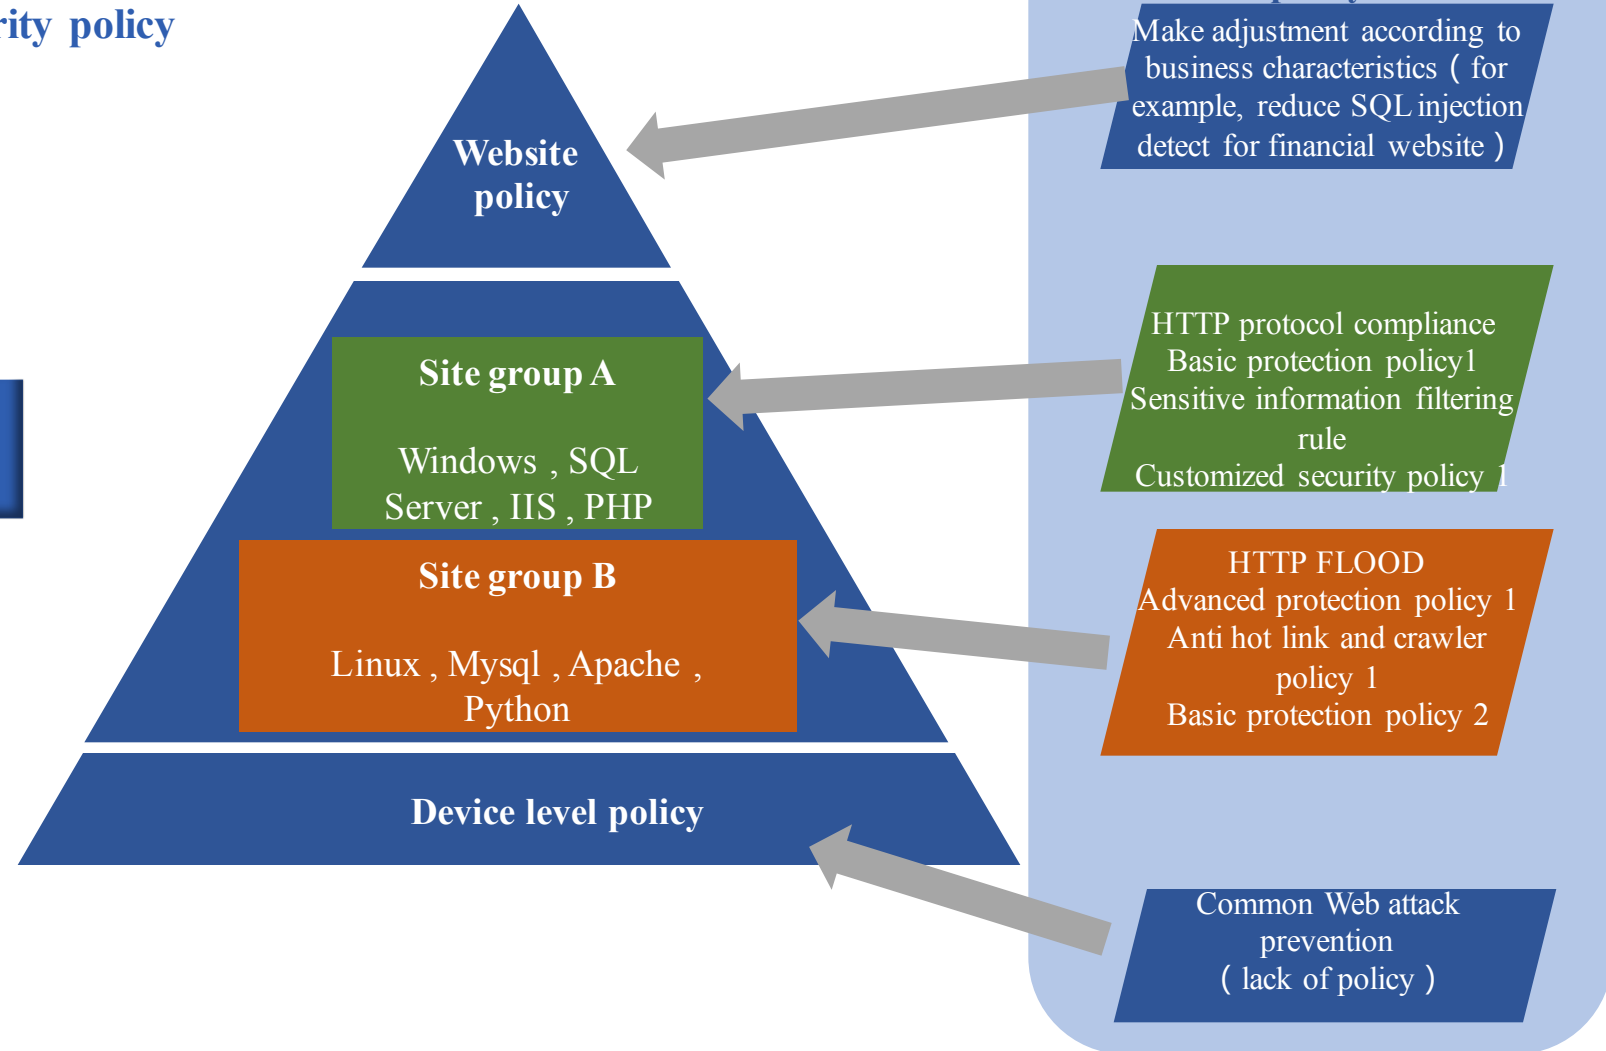 policy
Website
policy
Site group A
Windows , SQL
Server , IIS , PHP
Site group B
Linux , Mysql , Apache ,
Python
Device level policy
Make adjustment according to
business characteristics ( for
example, reduce SQL injection
detect for financial website )
HTTP protocol compliance
Basic protection policy1
Sensitive information filtering
rule
Customized security policy 1
HTTP FLOOD
Advanced protection policy 1
Anti hot link and crawler
policy 1
Basic protection policy 2
Common Web attack
prevention
( lack of policy )